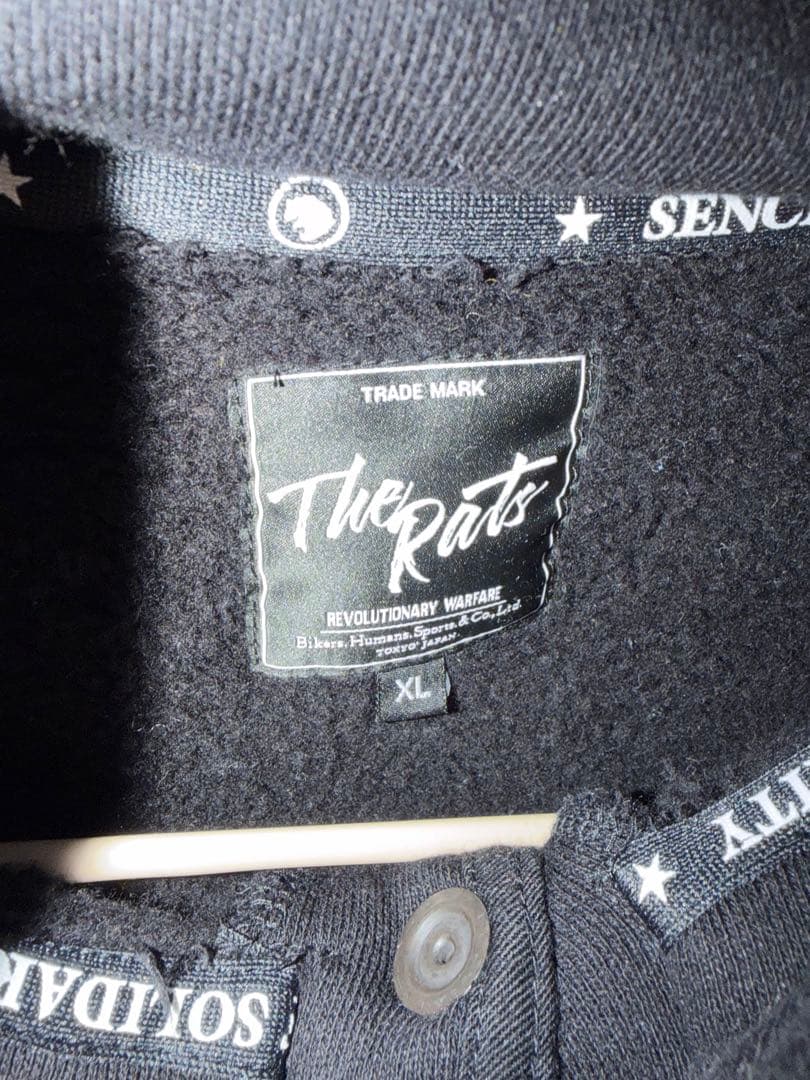 SENC
TRADE MARK
The Rats
REVOLUTIONARY WARFARE
Bikers. Humans. Sports. & Co., Ltd.
TOKYO JAPAN.
XL
ITY
SOLIDAR